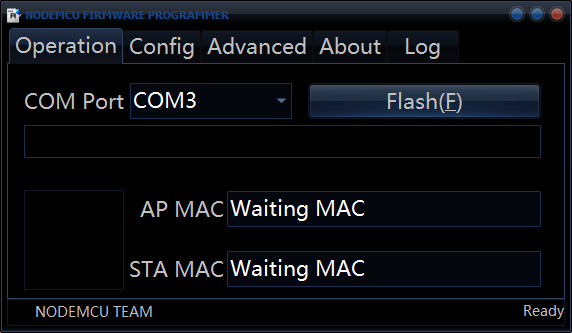 NODEMCU FIRMWARE PROGRAMMER
Operation Config Advanced About Log
COM Port COM3 Flash(F)
AP MAC Waiting MAC
STA MAC Waiting MAC
NODEMCU TEAM Ready